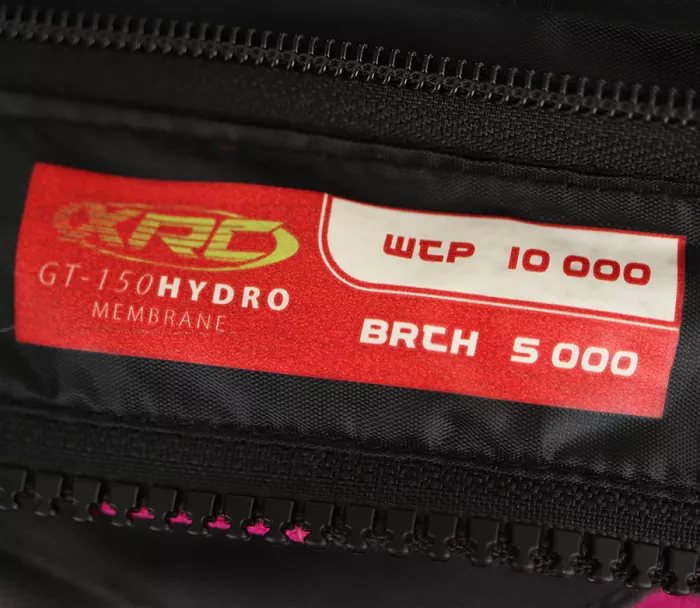 XRC
GT-150HYDRO
MEMBRANE
WTP 10 000
BRTH 5 000